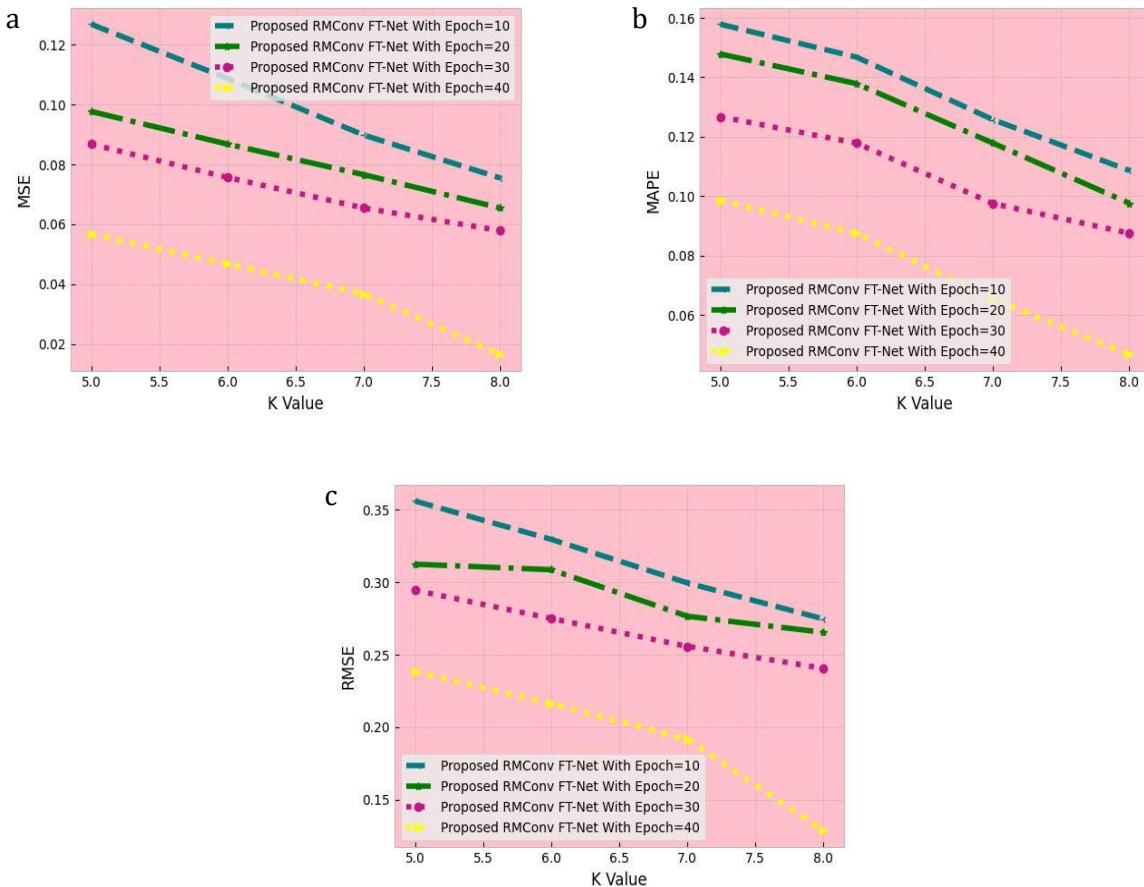 a
0.12
0.10
0.08
0.06
0.04
0.02
MSE
Proposed RMConv FT-Net With Epoch=10
Proposed RMConv FT-Net With Epoch=20
Proposed RMConv FT-Net With Epoch=30
Proposed RMConv FT-Net With Epoch=40
5.0 5.5 6.0 6.5 7.0 7.5 8.0
K Value
b
0.16
0.14
0.12
0.10
0.08
0.06
MAPE
Proposed RMConv FT-Net With Epoch=10
Proposed RMConv FT-Net With Epoch=20
Proposed RMConv FT-Net With Epoch=30
Proposed RMConv FT-Net With Epoch=40
5.0 5.5 6.0 6.5 7.0 7.5 8.0
K Value
c
0.35
0.30
0.25
0.20
0.15
RMSE
Proposed RMConv FT-Net With Epoch=10
Proposed RMConv FT-Net With Epoch=20
Proposed RMConv FT-Net With Epoch=30
Proposed RMConv FT-Net With Epoch=40
5.0 5.5 6.0 6.5 7.0 7.5 8.0
K Value